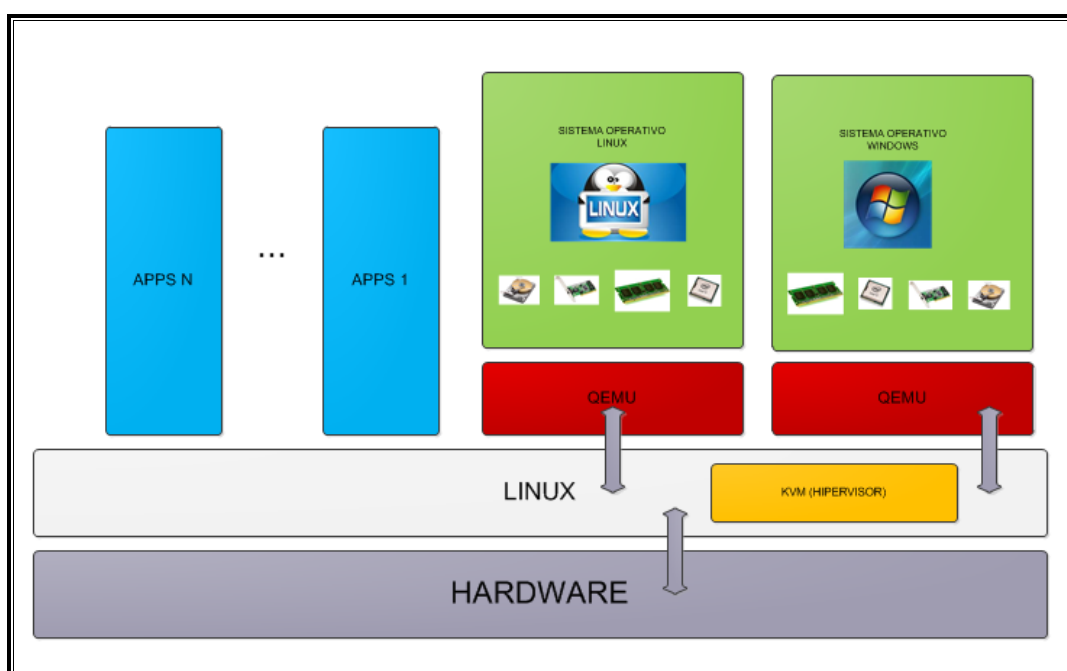 SISTEMA OPERATIVO
LINUX
LINUX
SISTEMA OPERATIVO
WINDOWS
APPS N
...
APPS 1
QEMU
QEMU
LINUX
KVM (HIPERVISOR)
HARDWARE